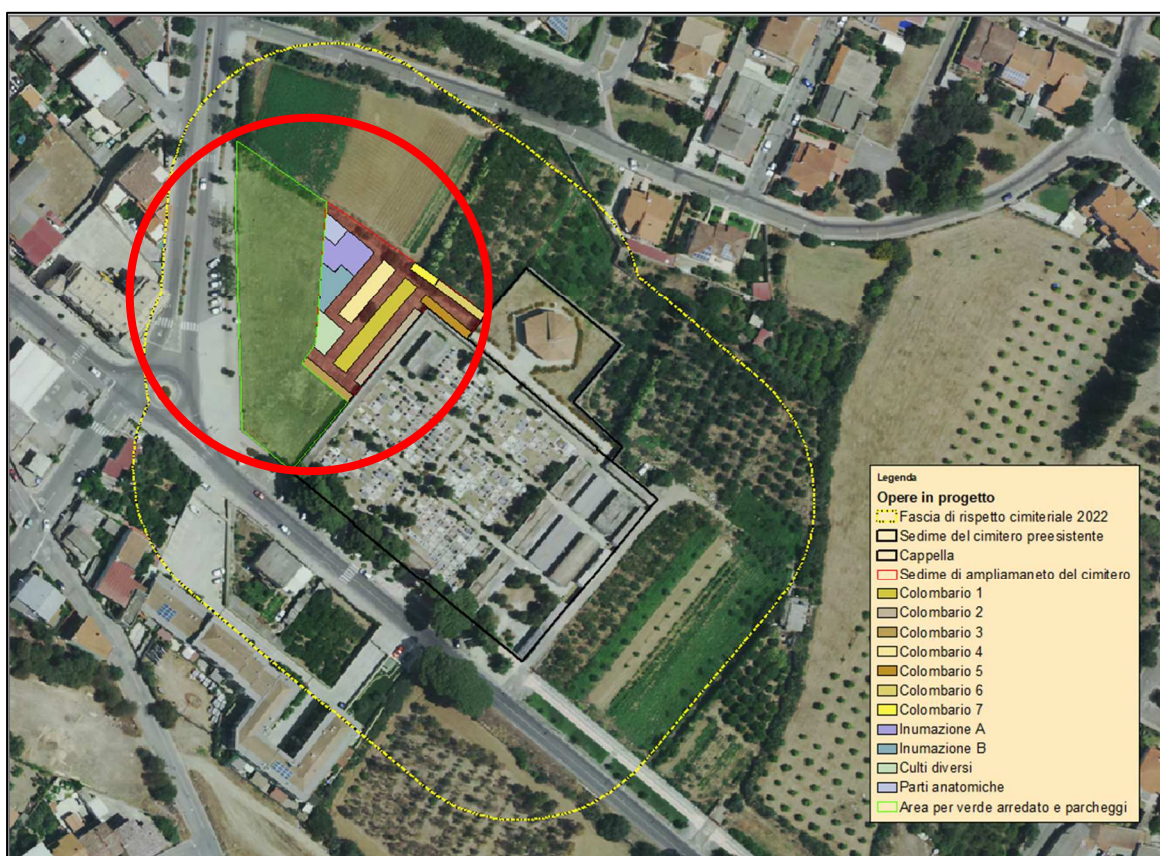 Legenda
Opere in progetto
Fascia di rispetto cimiteriale 2022
Sedime del cimitero preesistente
Cappella
Sedime di ampliamaneto del cimitero
Colombario 1
Colombario 2
Colombario 3
Colombario 4
Colombario 5
Colombario 6
Colombario 7
Inumazione A
Inumazione B
Culti diversi
Parti anatomiche
Area per verde arredato e parcheggi